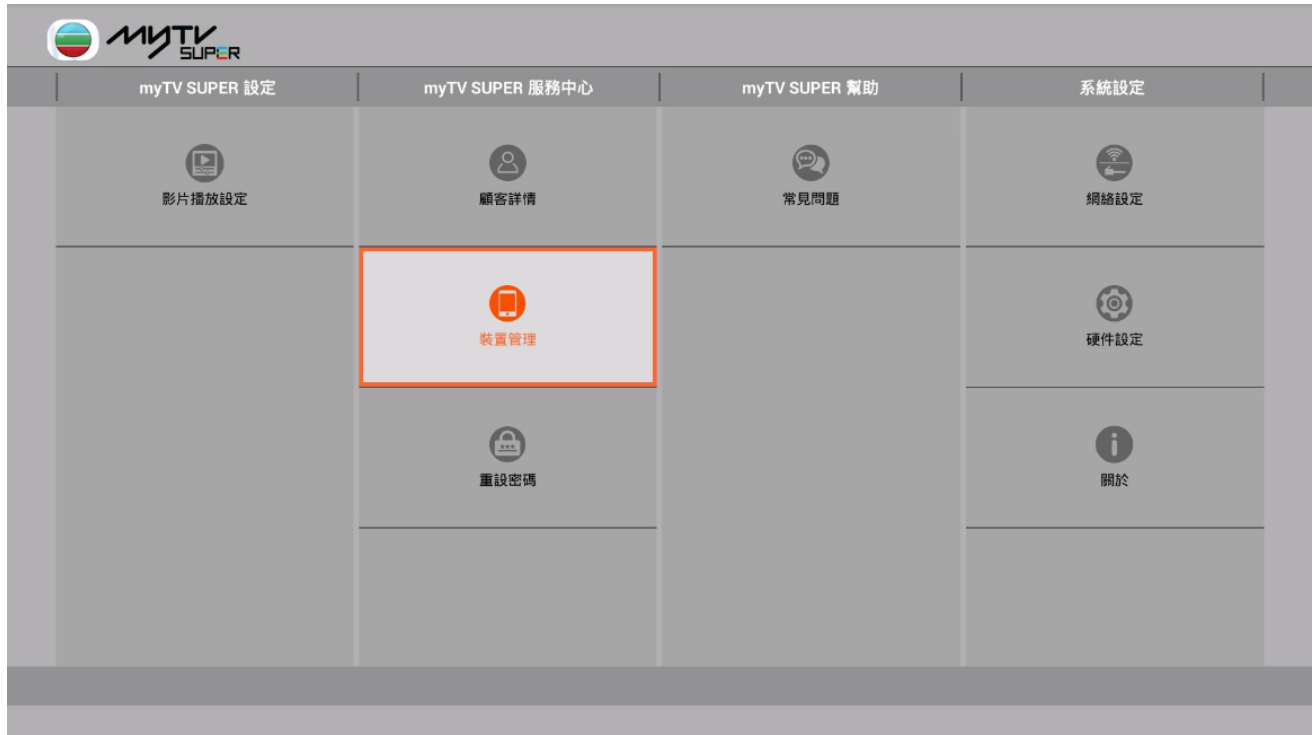 myTV SUPER
myTV SUPER 設定
myTV SUPER 服務中心
myTV SUPER 幫助
系統設定
影片播放設定
顧客詳情
常見問題
網絡設定
裝置管理
硬件設定
重設密碼
關於